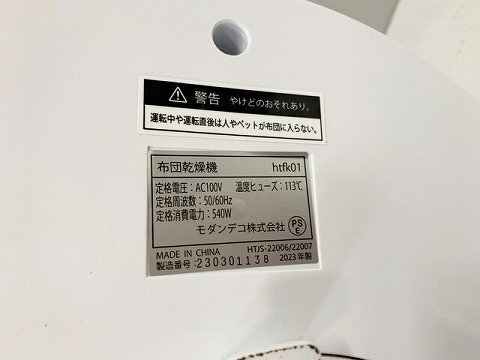 警告 やけどのおそれあり。
運転中や運転直後は人やペットが布団に入らない。
布団乾燥機 htfk01
定格電圧：AC100V 温度ヒューズ：113℃
定格周波数：50/60Hz
定格消費電力：540W
モダンデコ株式会社 PSE
MADE IN CHINA HTJS-22006/22007
製造番号：230301138 2023年製